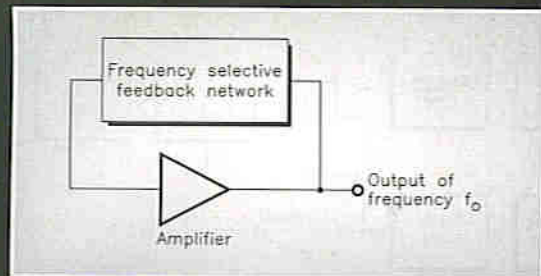 Frequency selective
feedback network
Amplifier
Output of
frequency fo